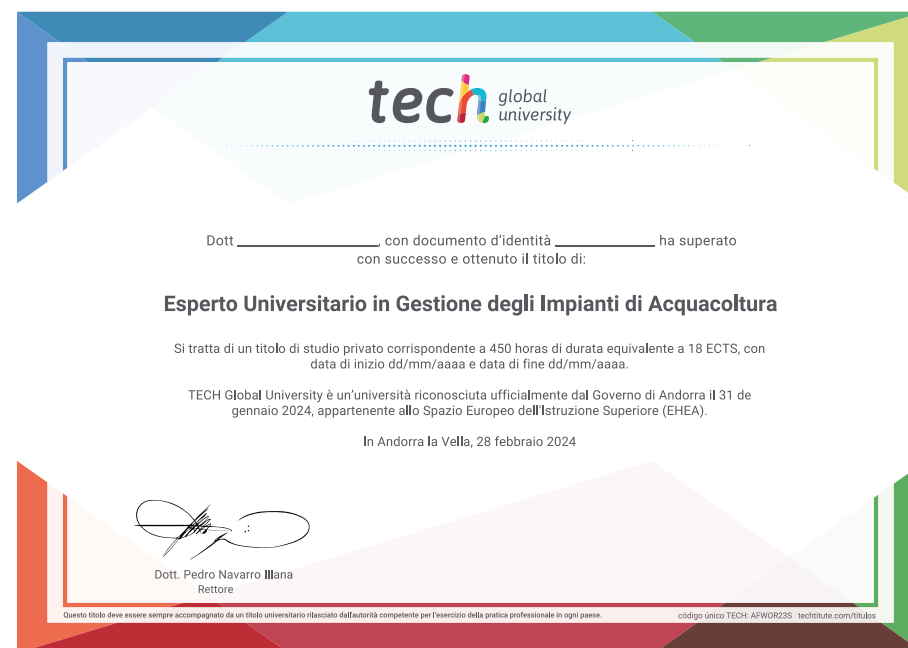 tech global university
Dott ____________, con documento d'identità ____________ ha superato
con successo e ottenuto il titolo di:
Esperto Universitario in Gestione degli Impianti di Acquacoltura
Si tratta di un titolo di studio privato corrispondente a 450 horas di durata equivalente a 18 ECTS, con
data di inizio dd/mm/aaaa e data di fine dd/mm/aaaa.
TECH Global University è un'università riconosciuta ufficialmente dal Governo di Andorra il 31 de
gennaio 2024, appartenente allo Spazio Europeo dell'Istruzione Superiore (EHEA).
In Andorra la Vella, 28 febbraio 2024
Dott. Pedro Navarro Illana
Rettore
Questo titolo deve essere sempre accompagnato da un titolo universitario rilasciato dall'autorità competente per l'esercizio della pratica professionale in ogni paese.
código único TECH: AFWOR23S techtitute.com/titulos